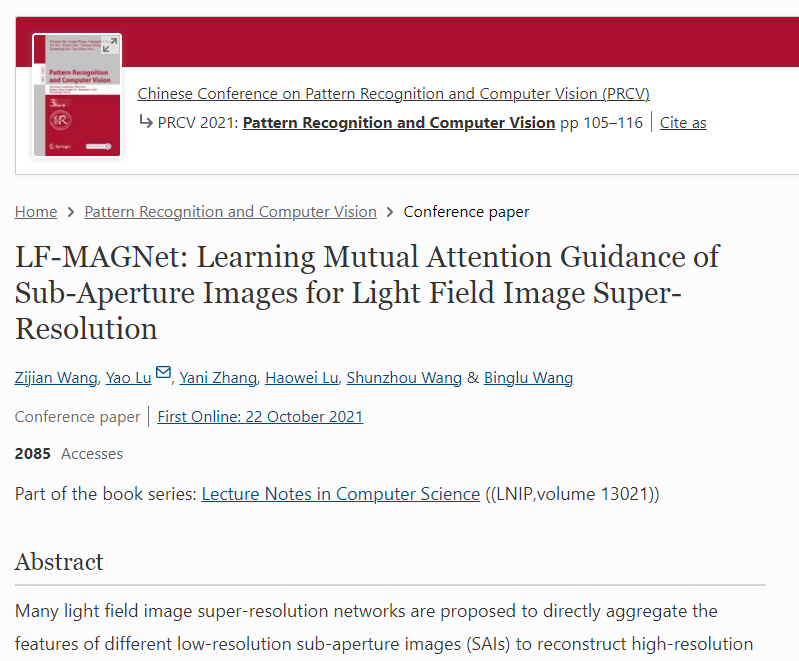 Pattern Recognition
and Computer Vision
Springer
Chinese Conference on Pattern Recognition and Computer Vision (PRCV)
↳ PRCV 2021: Pattern Recognition and Computer Vision pp 105–116 | Cite as
Home > Pattern Recognition and Computer Vision > Conference paper
LF-MAGNet: Learning Mutual Attention Guidance of
Sub-Aperture Images for Light Field Image Super-
Resolution
Zijian Wang, Yao Lu, Yani Zhang, Haowei Lu, Shunzhou Wang & Binglu Wang
Conference paper | First Online: 22 October 2021
2085 Accesses
Part of the book series: Lecture Notes in Computer Science ((LNIP,volume 13021))
Abstract
Many light field image super-resolution networks are proposed to directly aggregate the
features of different low-resolution sub-aperture images (SAIs) to reconstruct high-resolution